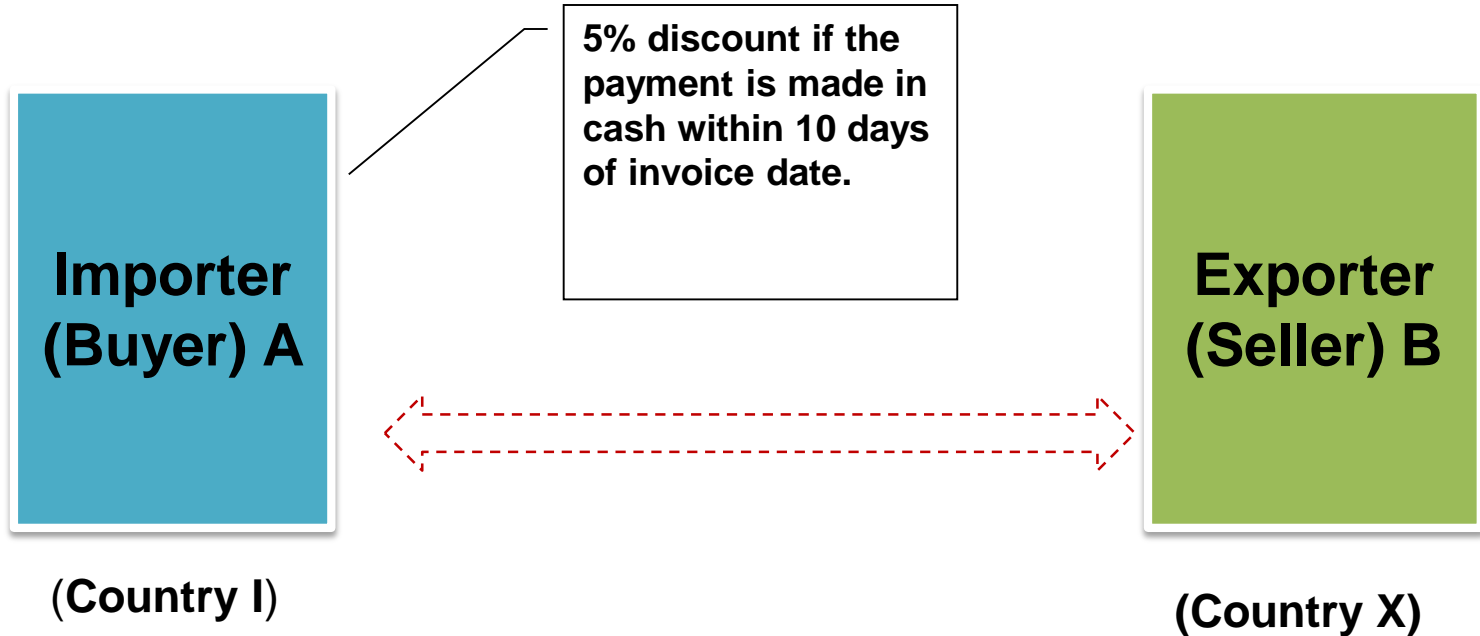 5% discount if the
payment is made in
cash within 10 days
of invoice date.
Importer
(Buyer) A
Exporter
(Seller) B
(Country I)
(Country X)